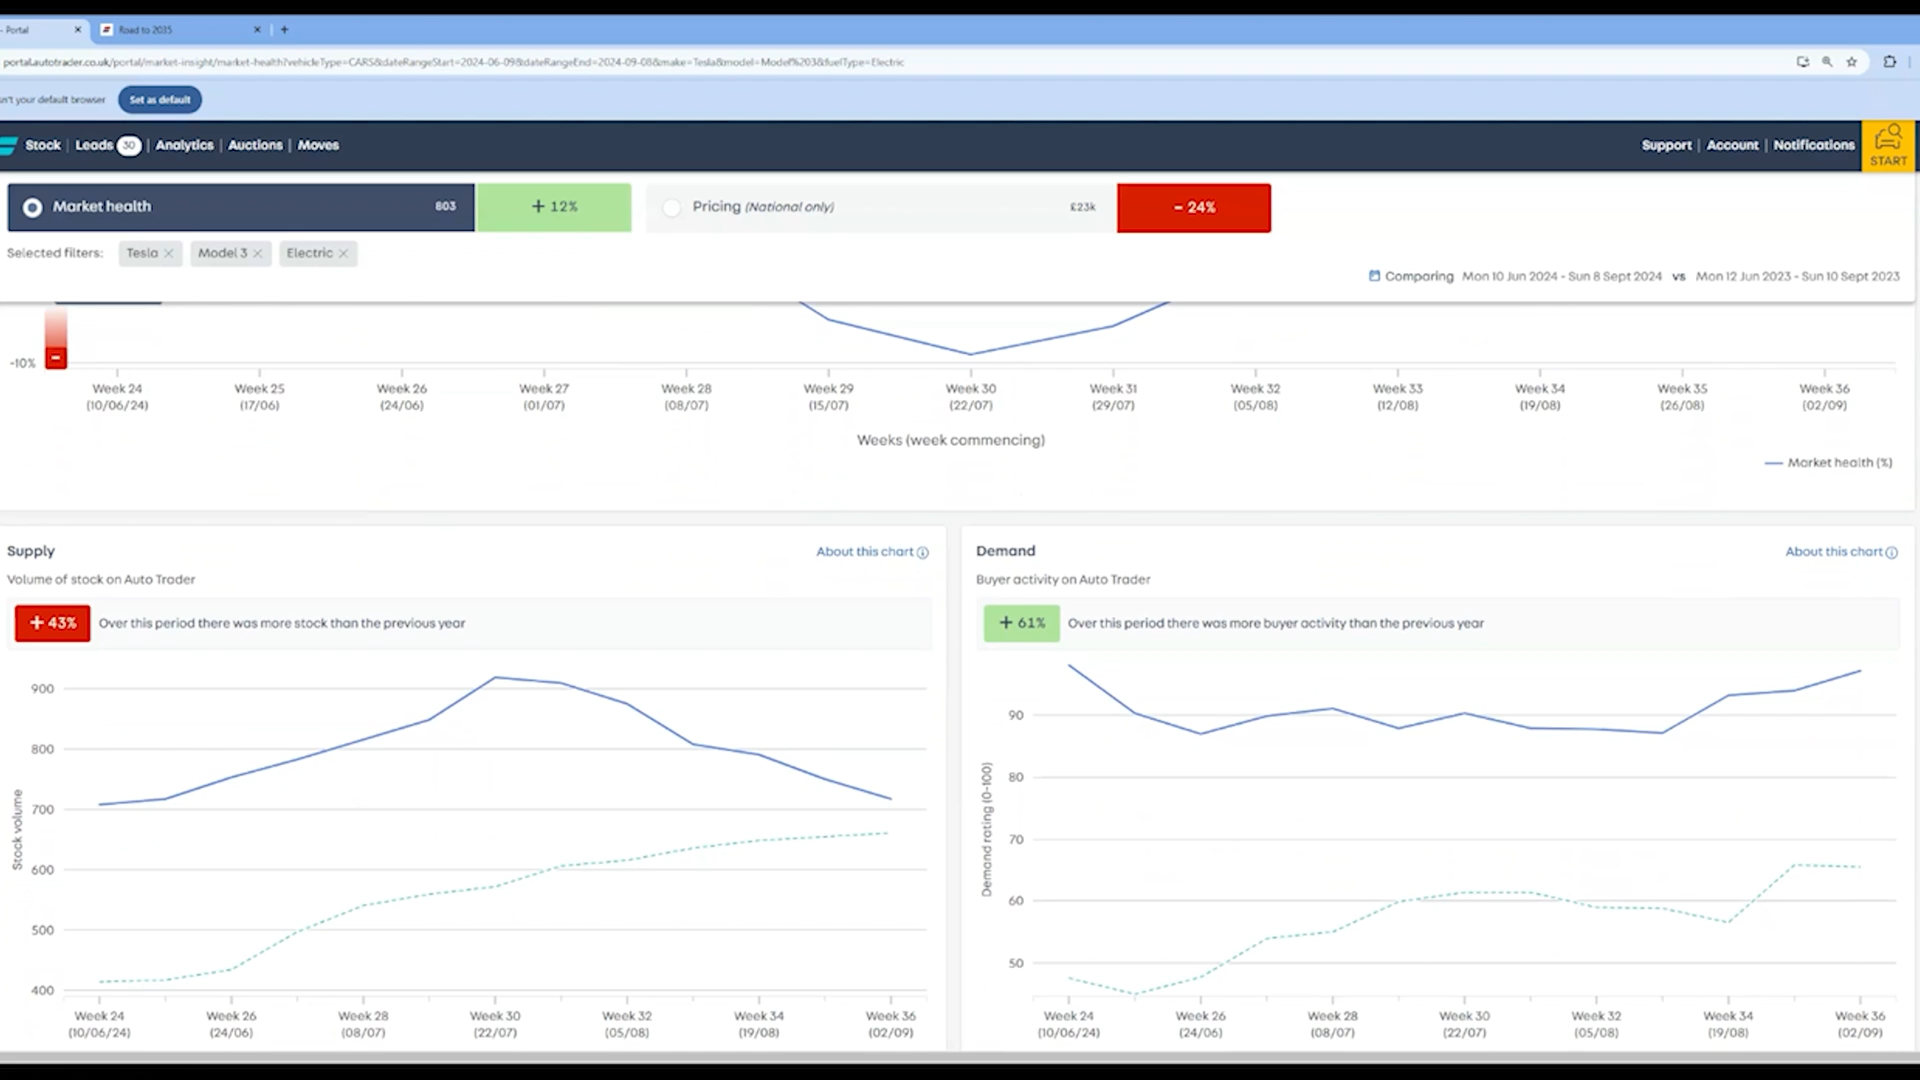 - Portal
Road to 2035
portal.autotrader.co.uk/portal/market-insight/market-health?vehicleType=CARS&dateRangeStart=2024-06-09&dateRangeEnd=2024-09-08&make=Tesla&model=Model%203&fuelType=Electric
n't your default browser Set as default
Stock | Leads 30 | Analytics | Auctions | Moves
Support | Account | Notifications
START
Market health 803 + 12%
Pricing (National only) £23k - 24%
Selected filters: Tesla Model 3 Electric
Comparing Mon 10 Jun 2024 - Sun 8 Sept 2024 vs Mon 12 Jun 2023 - Sun 10 Sept 2023
-10%
Week 24 Week 25 Week 26 Week 27 Week 28 Week 29 Week 30 Week 31 Week 32 Week 33 Week 34 Week 35 Week 36
(10/06/24) (17/06) (24/06) (01/07) (08/07) (15/07) (22/07) (29/07) (05/08) (12/08) (19/08) (26/08) (02/09)
Weeks (week commencing)
Market health (%)
Supply
About this chart
Volume of stock on Auto Trader
+ 43% Over this period there was more stock than the previous year
900
800
700
600
500
400
Stock volume
Week 24 Week 26 Week 28 Week 30 Week 32 Week 34 Week 36
(10/06/24) (24/06) (08/07) (22/07) (05/08) (19/08) (02/09)
Demand
About this chart
Buyer activity on Auto Trader
+ 61% Over this period there was more buyer activity than the previous year
90
80
70
60
50
Demand rating (0-100)
Week 24 Week 26 Week 28 Week 30 Week 32 Week 34 Week 36
(10/06/24) (24/06) (08/07) (22/07) (05/08) (19/08) (02/09)